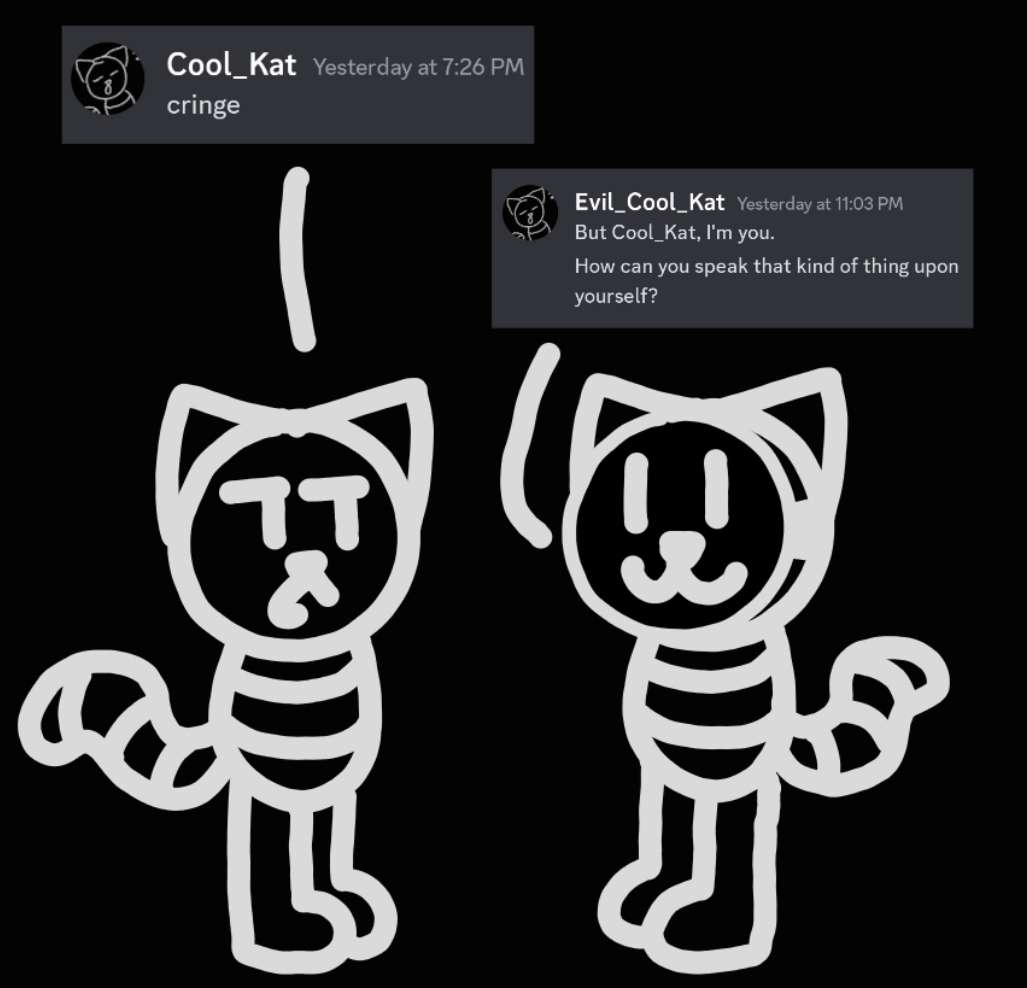 Cool_Kat Yesterday at 7:26 PM
cringe
Evil_Cool_Kat Yesterday at 11:03 PM
But Cool_Kat, I'm you.
How can you speak that kind of thing upon
yourself?